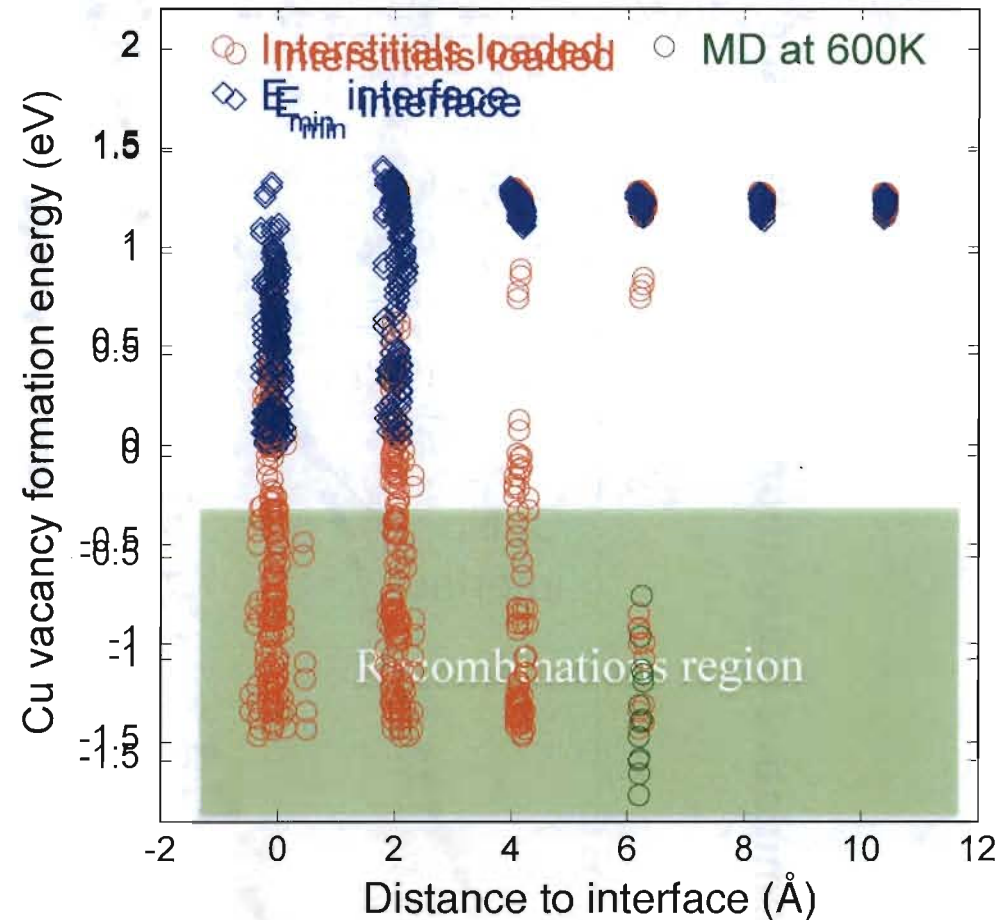 Interstitials loaded
MD at 600K
E_min interface
Cu vacancy formation energy (eV)
2
1.5
1
0.5
0
-0.5
-1
-1.5
Recombinations region
-2 0 2 4 6 8 10 12
Distance to interface (Å)